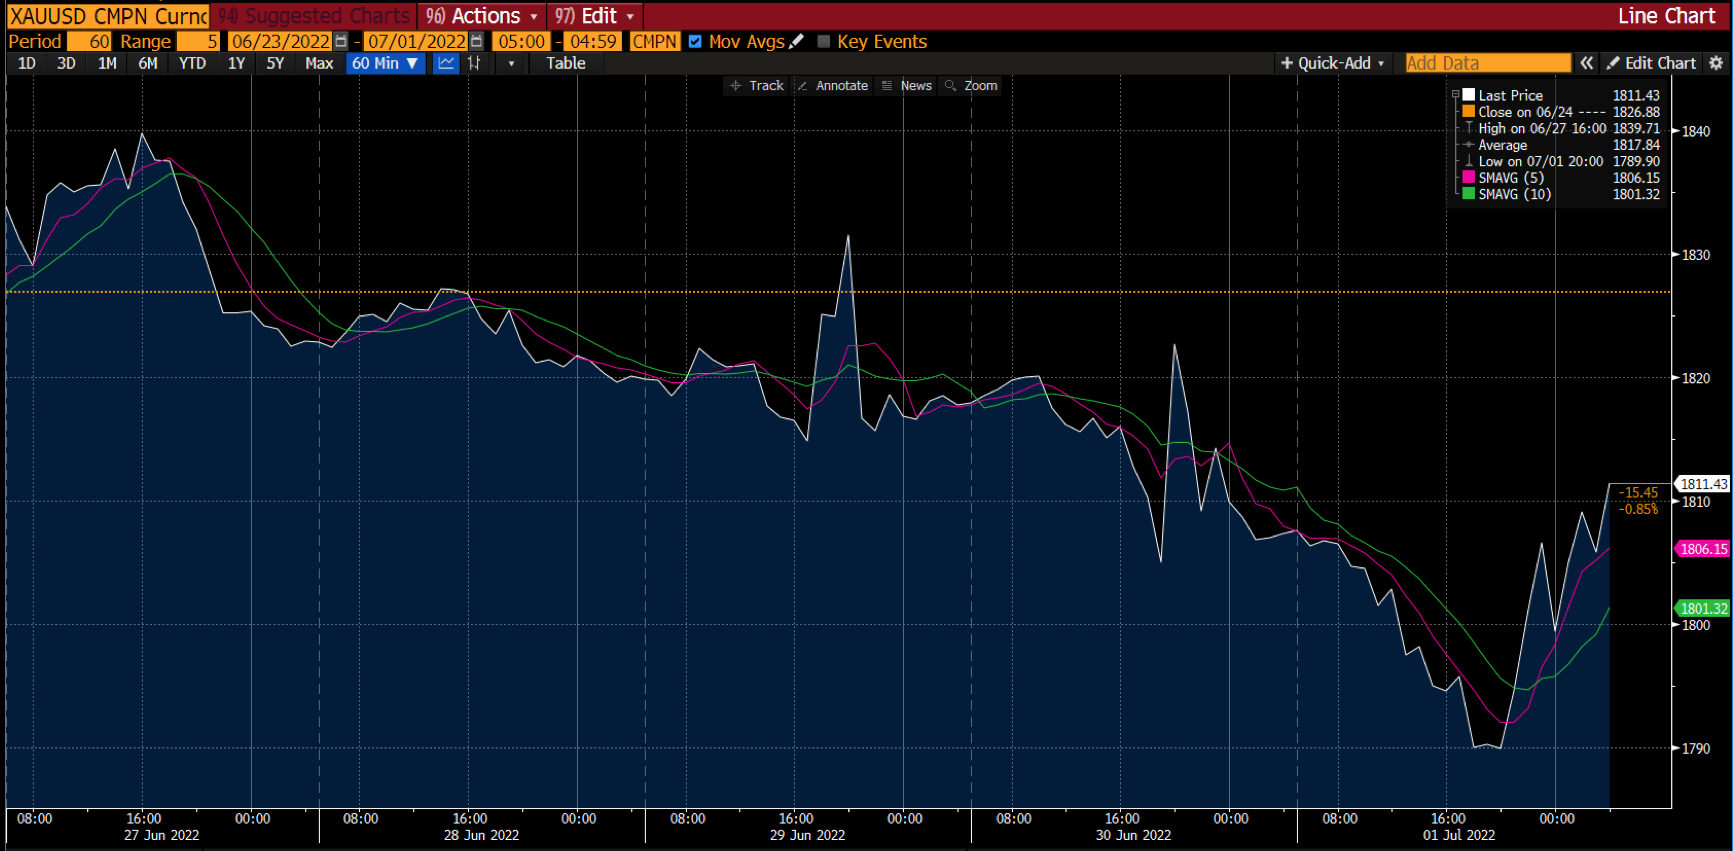 XAUUSD CMPN Curnc 94) Suggested Charts 96) Actions 97) Edit Line Chart
Period 60 Range 5 06/23/2022 - 07/01/2022 05:00 - 04:59 CMPN Mov Avgs Key Events
1D 3D 1M 6M YTD 1Y 5Y Max 60 Min ▼ Table + Quick-Add Add Data « Edit Chart
Track Annotate News Zoom
Last Price 1811.43
Close on 06/24 ---- 1826.88
High on 06/27 16:00 1839.71
Average 1817.84
Low on 07/01 20:00 1789.90
SMAVG (5) 1806.15
SMAVG (10) 1801.32
1840
1830
1820
1811.43
-15.45
1810
-0.85%
1806.15
1801.32
1800
1790
08:00 16:00 00:00 08:00 16:00 00:00 08:00 16:00 00:00 08:00 16:00 00:00 08:00 16:00 00:00
27 Jun 2022 28 Jun 2022 29 Jun 2022 30 Jun 2022 01 Jul 2022